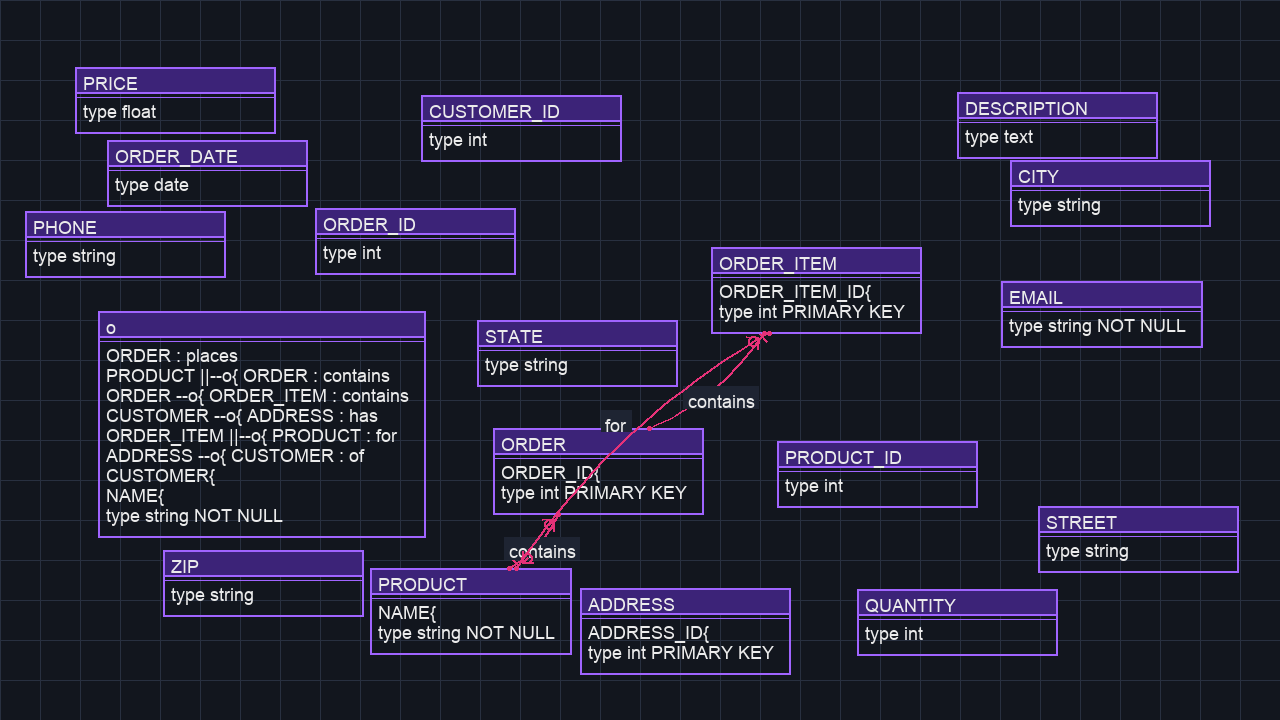 PRICE
type float
CUSTOMER_ID
type int
DESCRIPTION
type text
ORDER_DATE
type date
CITY
type string
PHONE
type string
ORDER_ID
type int
ORDER_ITEM
ORDER_ITEM_ID{
type int PRIMARY KEY
EMAIL
type string NOT NULL
o
ORDER : places
PRODUCT ||--o{ ORDER : contains
ORDER --o{ ORDER_ITEM : contains
CUSTOMER --o{ ADDRESS : has
ORDER_ITEM ||--o{ PRODUCT : for
ADDRESS --o{ CUSTOMER : of
CUSTOMER{
NAME{
type string NOT NULL
STATE
type string
contains
for
ORDER
ORDER_ID{
type int PRIMARY KEY
PRODUCT_ID
type int
STREET
type string
contains
ZIP
type string
PRODUCT
NAME{
type string NOT NULL
ADDRESS
ADDRESS_ID{
type int PRIMARY KEY
QUANTITY
type int